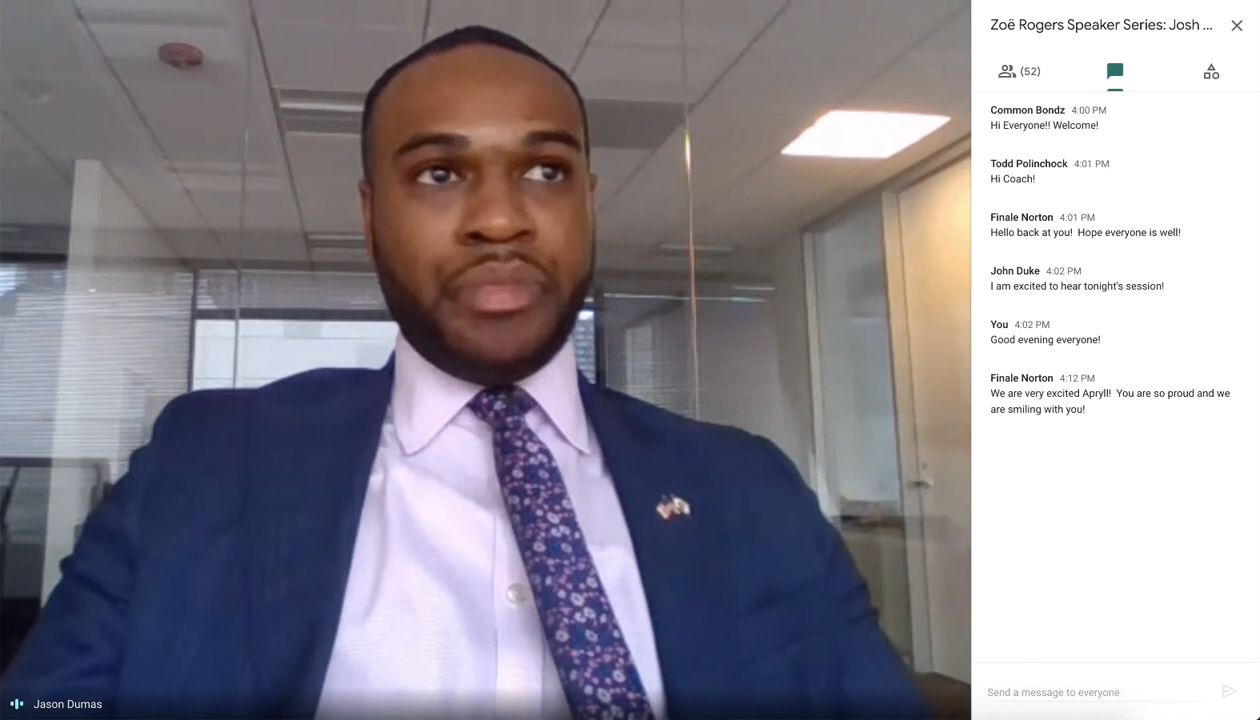 Zoë Rogers Speaker Series: Josh ...
(52)
Common Bondz 4:00 PM
Hi Everyone!! Welcome!
Todd Polinchock 4:01 PM
Hi Coach!
Finale Norton 4:01 PM
Hello back at you! Hope everyone is well!
John Duke 4:02 PM
I am excited to hear tonight's session!
You 4:02 PM
Good evening everyone!
Finale Norton 4:12 PM
We are very excited Apryll! You are so proud and we
are smiling with you!
Send a message to everyone
Jason Dumas